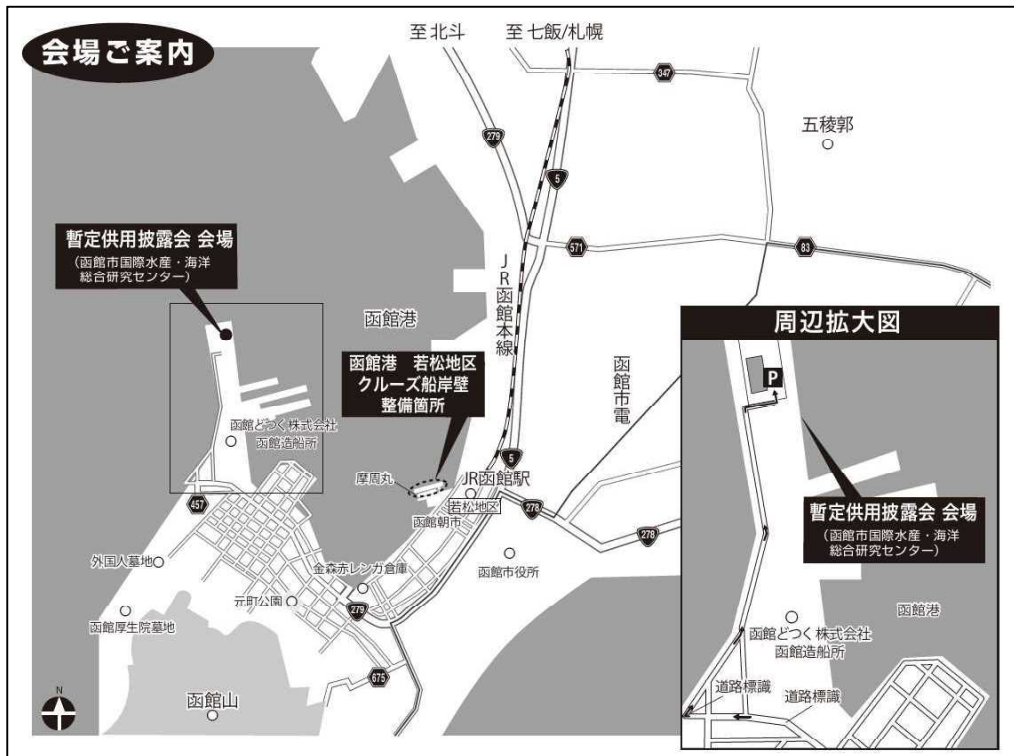 会場ご案内
至 北斗
至 七飯/札幌
347
五稜郭
279
5
暫定供用披露会 会場
(函館市国際水産・海洋
総合研究センター)
571
83
JR函館本線
函館港
函館港 若松地区
クルーズ船岸壁
整備箇所
函館市電
函館どつく株式会社
函館造船所
5
摩周丸
JR函館駅
若松地区
457
函館朝市
278
278
外国人墓地
金森赤レンガ倉庫
函館市役所
元町公園
279
函館厚生院墓地
675
函館山
N
周辺拡大図
P
暫定供用披露会 会場
(函館市国際水産・海洋
総合研究センター)
函館港
函館どつく株式会社
函館造船所
道路標識
道路標識